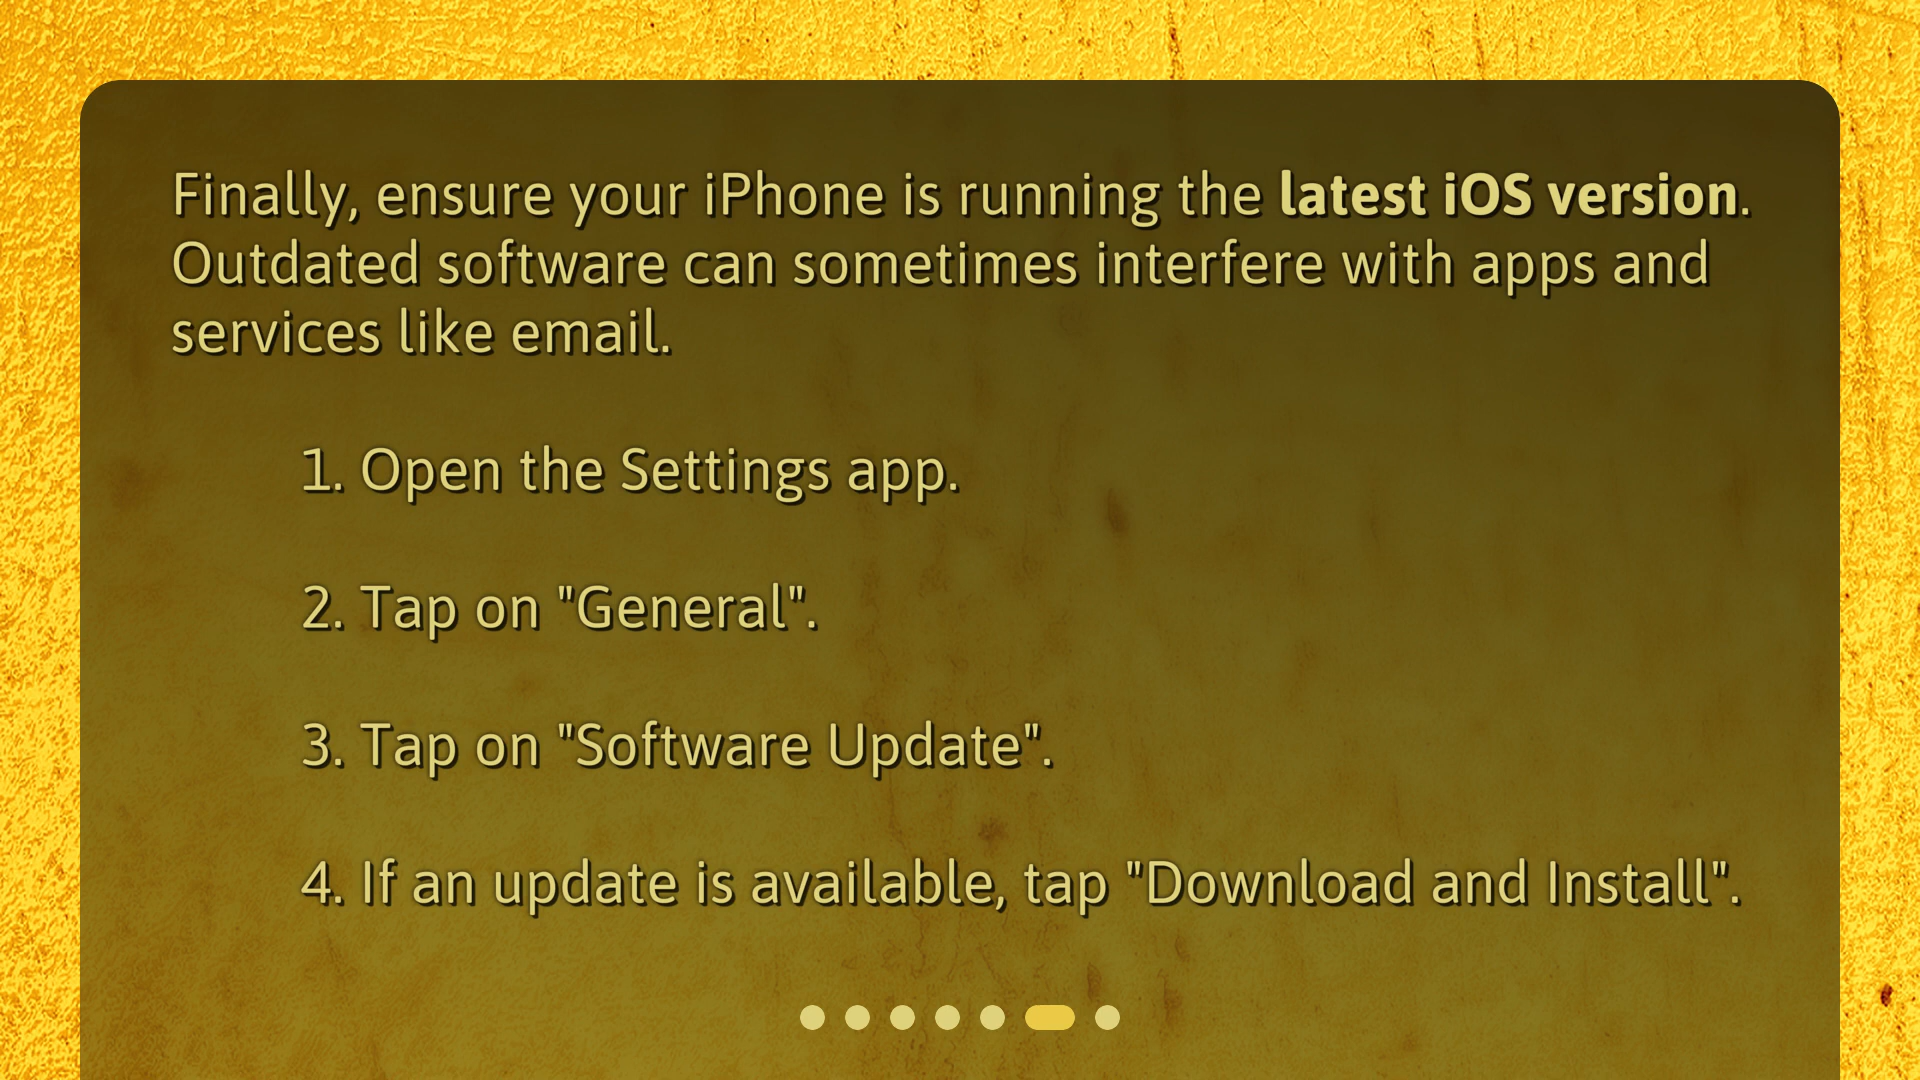 Finally, ensure your iPhone is running the latest iOS version.
Outdated software can sometimes interfere with apps and
services like email.
1. Open the Settings app.
2. Tap on "General".
3. Tap on "Software Update".
4. If an update is available, tap "Download and Install".